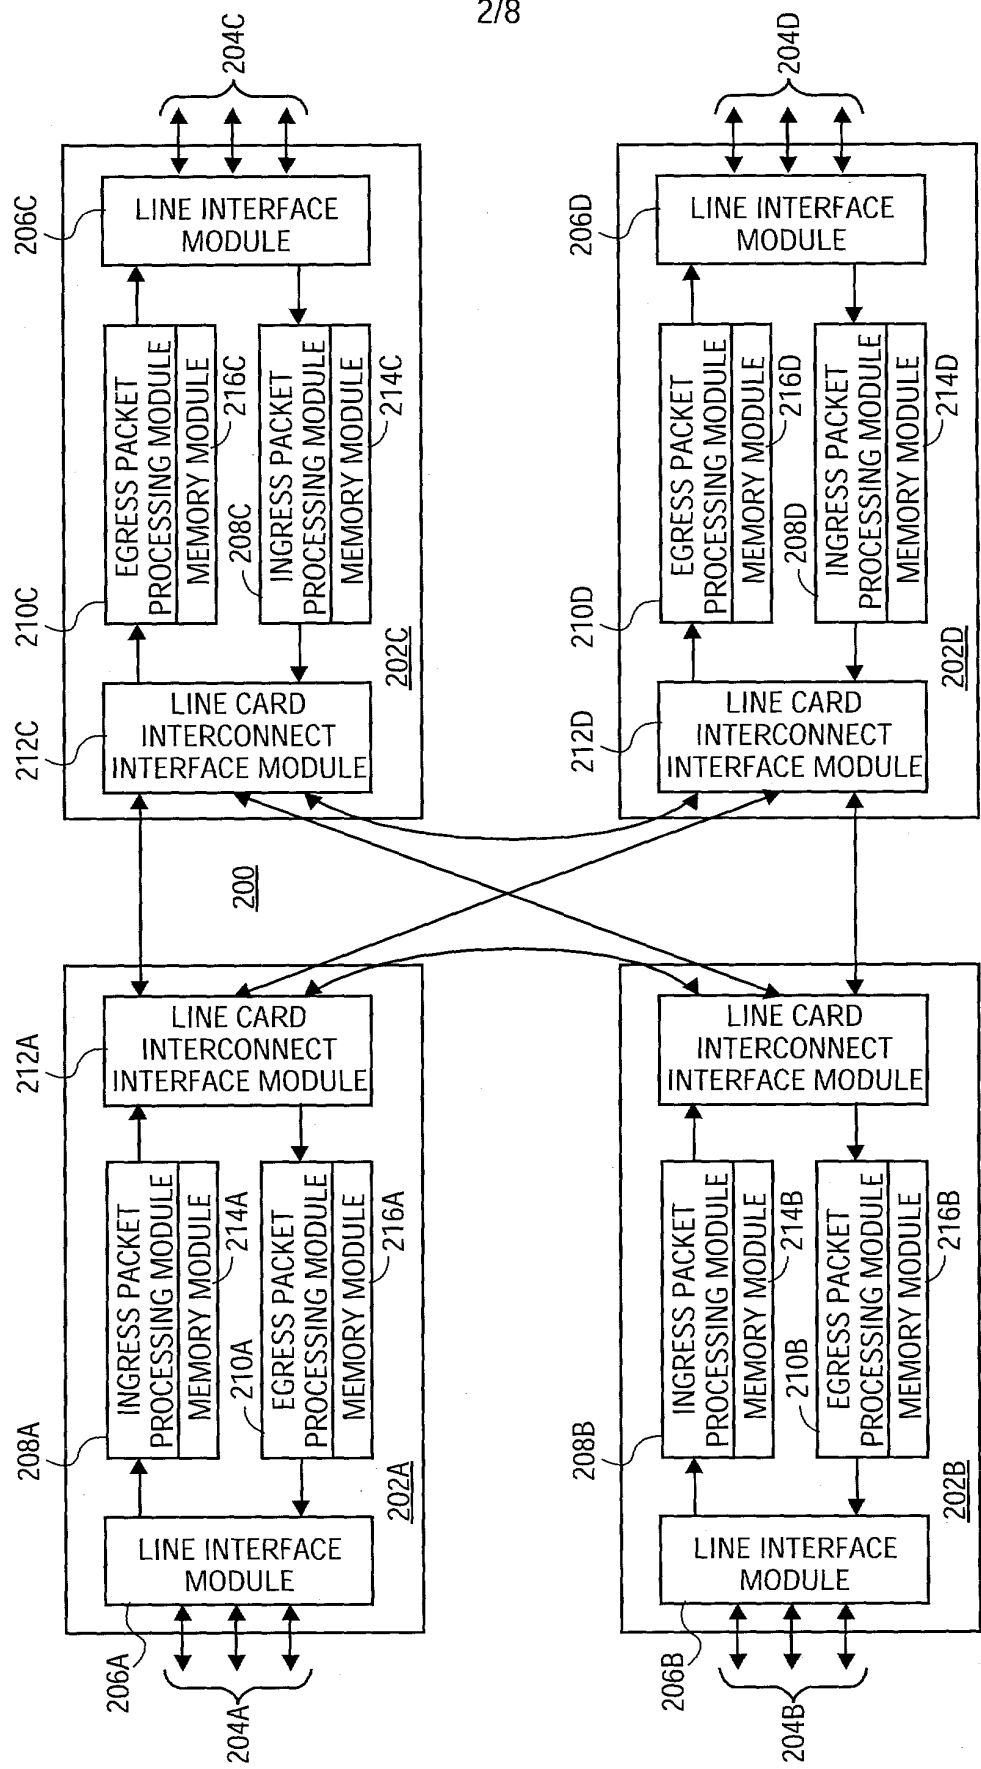 2/8
204C
206C
LINE INTERFACE
MODULE
210C
EGRESS PACKET
PROCESSING MODULE
MEMORY MODULE
216C
208C
INGRESS PACKET
PROCESSING MODULE
MEMORY MODULE
214C
212C
LINE CARD
INTERCONNECT
INTERFACE MODULE
202C
204D
206D
LINE INTERFACE
MODULE
210D
EGRESS PACKET
PROCESSING MODULE
MEMORY MODULE
216D
208D
INGRESS PACKET
PROCESSING MODULE
MEMORY MODULE
214D
212D
LINE CARD
INTERCONNECT
INTERFACE MODULE
202D
200
212A
LINE CARD
INTERCONNECT
INTERFACE MODULE
208A
INGRESS PACKET
PROCESSING MODULE
MEMORY MODULE
214A
210A
EGRESS PACKET
PROCESSING MODULE
MEMORY MODULE
216A
202A
206A
LINE INTERFACE
MODULE
204A
LINE CARD
INTERCONNECT
INTERFACE MODULE
208B
INGRESS PACKET
PROCESSING MODULE
MEMORY MODULE
214B
210B
EGRESS PACKET
PROCESSING MODULE
MEMORY MODULE
216B
202B
206B
LINE INTERFACE
MODULE
204B